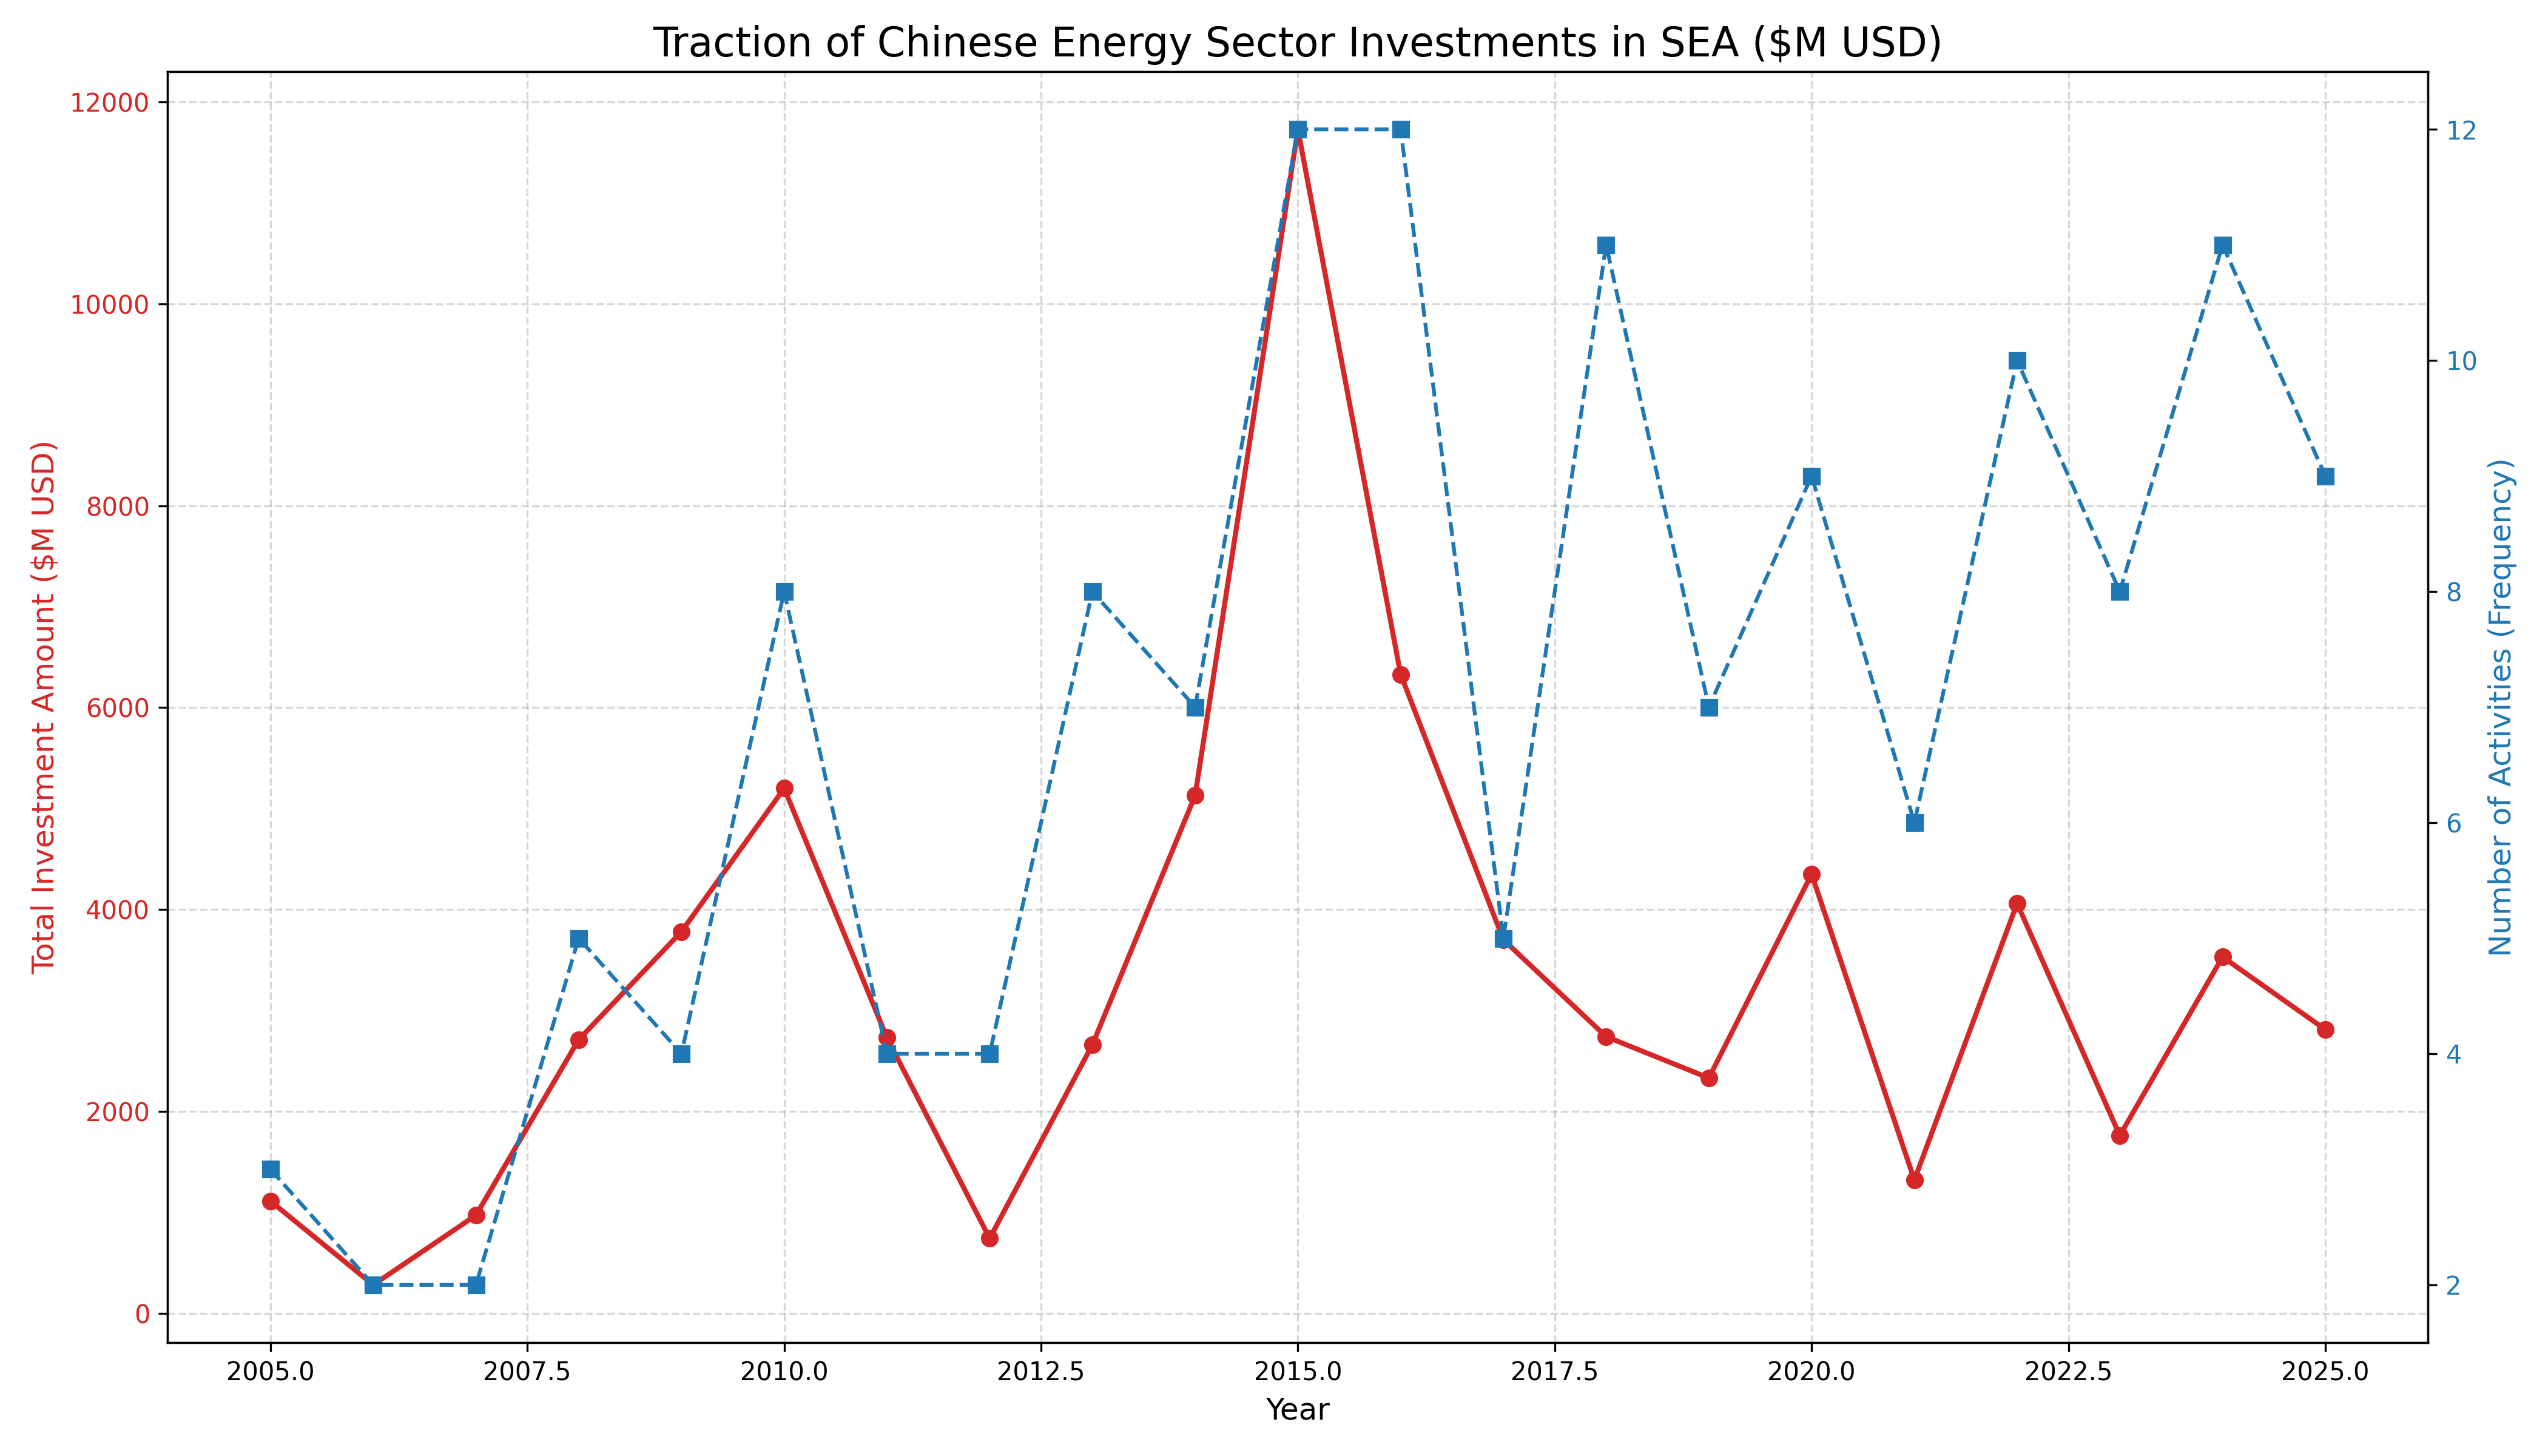 Traction of Chinese Energy Sector Investments in SEA ($M USD)
Total Investment Amount ($M USD)
12000
10000
8000
6000
4000
2000
0
12
10
8
6
4
2
Number of Activities (Frequency)
2005.0 2007.5 2010.0 2012.5 2015.0 2017.5 2020.0 2022.5 2025.0
Year